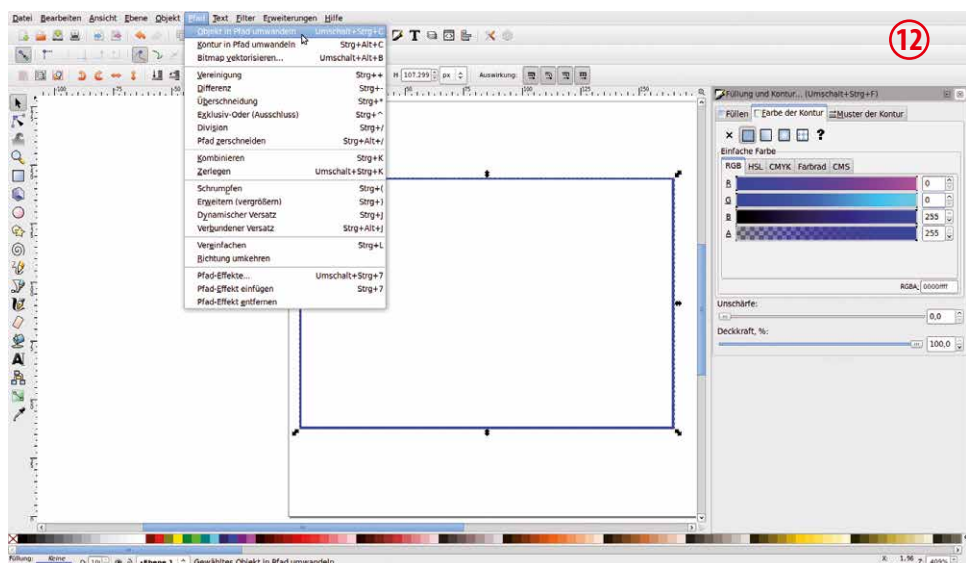 Datei Bearbeiten Ansicht Ebene Objekt Pfad Text Filter Erweiterungen Hilfe
12
Objekt in Pfad umwandeln Umschalt+Strg+C
Kontur in Pfad umwandeln Strg+Alt+C
Bitmap vektorisieren... Umschalt+Alt+B
Vereinigung Strg++
Differenz Strg+-
Überschneidung Strg+*
Exklusiv-Oder (Ausschluss) Strg+^
Division Strg+/
Pfad zerschneiden Strg+Alt+/
Kombinieren Strg+K
Zerlegen Umschalt+Strg+K
Schrumpfen Strg+(
Erweitern (vergrößern) Strg+)
Dynamischer Versatz Strg+J
Verbundener Versatz Strg+Alt+J
Vereinfachen Strg+L
Richtung umkehren
Pfad-Effekte... Umschalt+Strg+7
Pfad-Effekt einfügen Strg+7
Pfad-Effekt entfernen
H 107.299 px Auswirkung:
Füllung und Kontur... (Umschalt+Strg+F)
Füllen Farbe der Kontur Muster der Kontur
?
Einfache Farbe
RGB HSL CMYK Farbrad CMS
R 0
G 0
B 255
A 255
RGBA: 0000ffff
Unschärfe:
0,0
Deckkraft, %:
100,0
Füllung: Keine O: Ebene 1 Gewähltes Objekt in Pfad umwandeln X: 1.56 Z: 409%